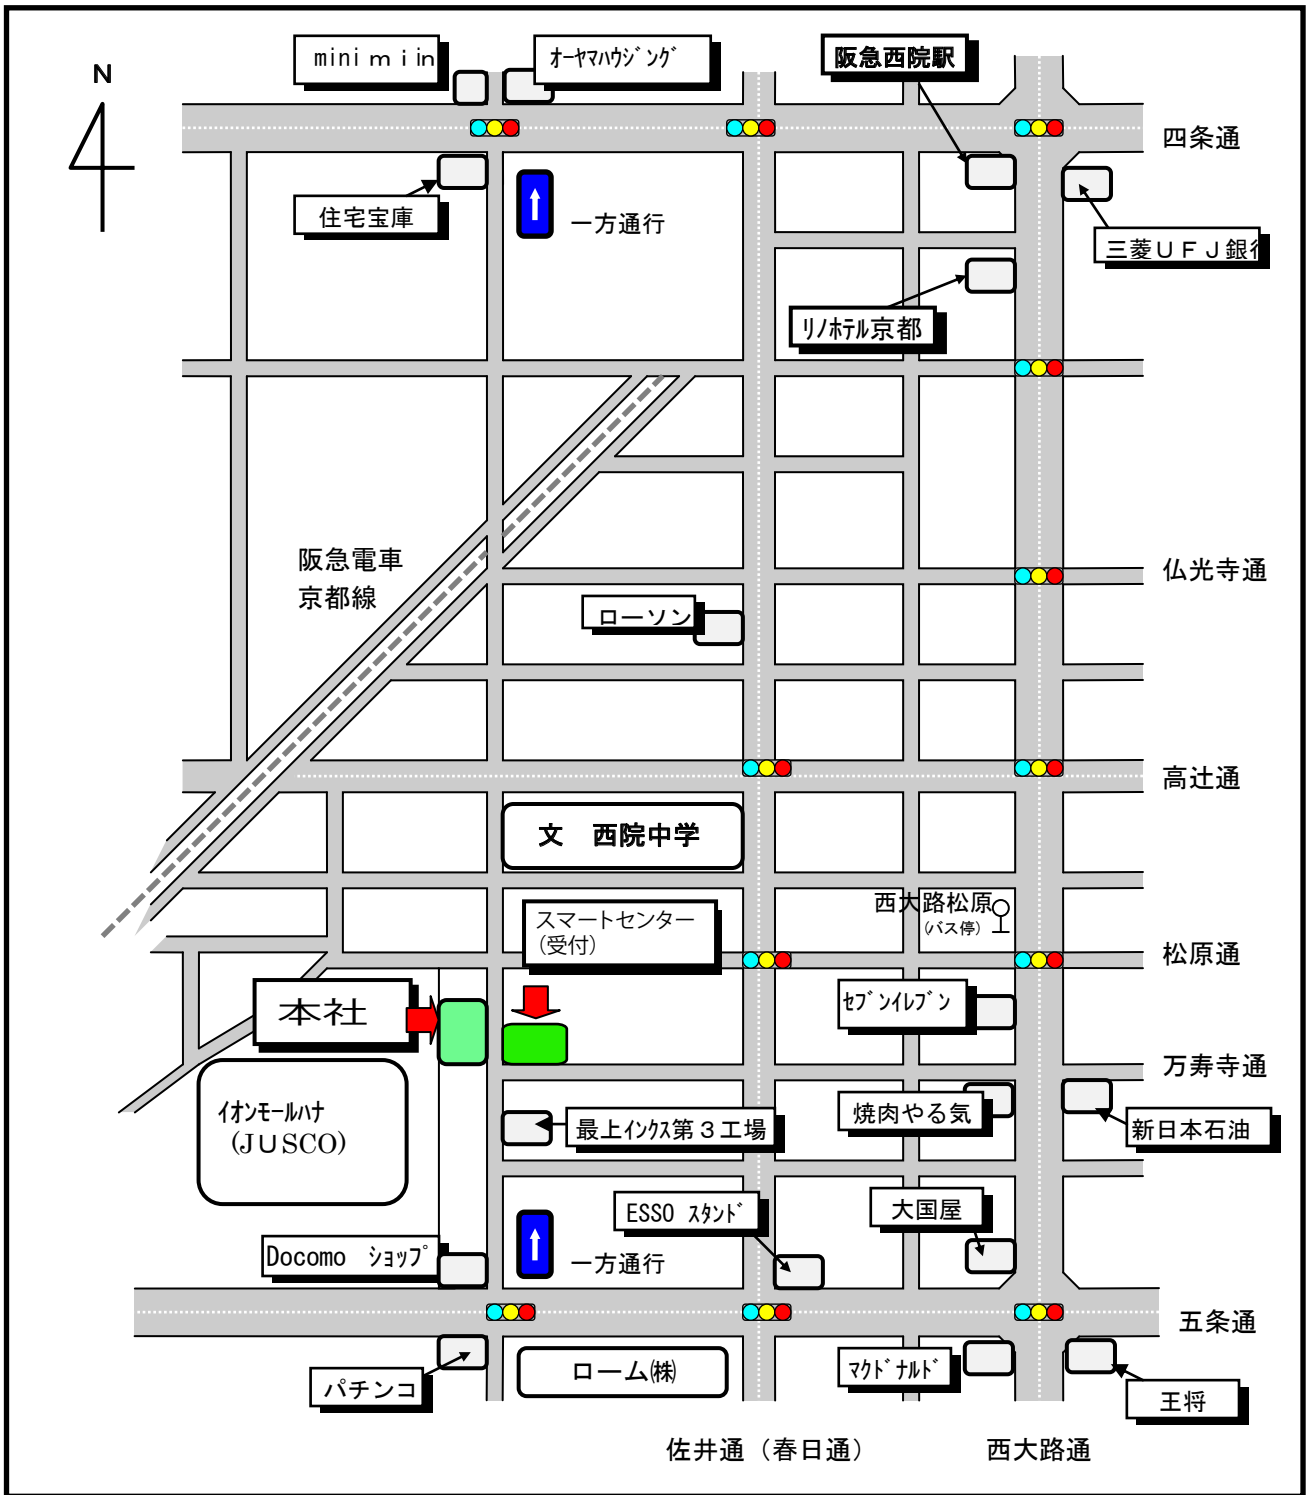 mini mi in
オーヤマハウジング
阪急西院駅
N
四条通
住宅宝庫
一方通行
三菱UFJ銀行
リノホテル京都
阪急電車
京都線
仏光寺通
ローソン
高辻通
文 西院中学
西大路松原
(バス停)
スマートセンター
(受付)
松原通
本社
セブンイレブン
万寿寺通
イオンモールハナ
(JUSCO)
焼肉やる気
新日本石油
最上インクス第3工場
ESSO スタンド
大国屋
Docomo ショップ
一方通行
五条通
パチンコ
ローム㈱
マクドナルド
王将
佐井通（春日通）
西大路通